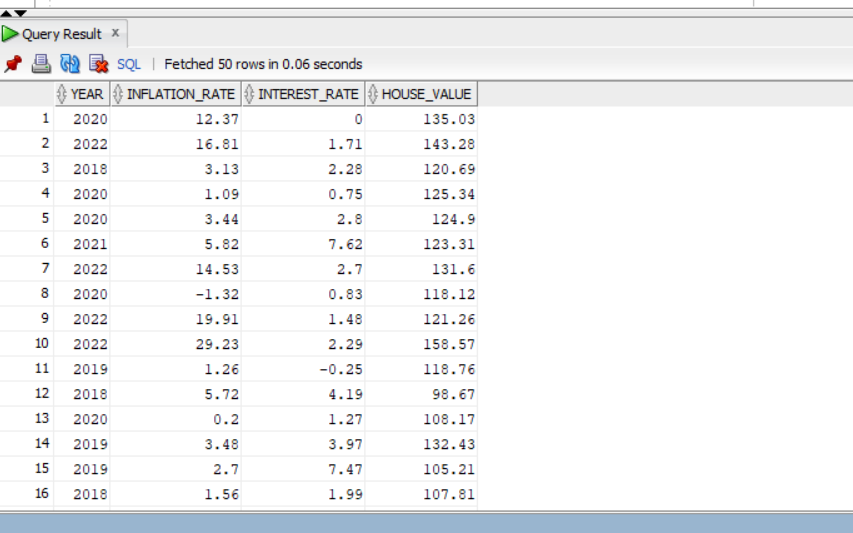 Query Result x
SQL | Fetched 50 rows in 0.06 seconds
YEAR INFLATION_RATE INTEREST_RATE HOUSE_VALUE
1 2020 12.37 0 135.03
2 2022 16.81 1.71 143.28
3 2018 3.13 2.28 120.69
4 2020 1.09 0.75 125.34
5 2020 3.44 2.8 124.9
6 2021 5.82 7.62 123.31
7 2022 14.53 2.7 131.6
8 2020 -1.32 0.83 118.12
9 2022 19.91 1.48 121.26
10 2022 29.23 2.29 158.57
11 2019 1.26 -0.25 118.76
12 2018 5.72 4.19 98.67
13 2020 0.2 1.27 108.17
14 2019 3.48 3.97 132.43
15 2019 2.7 7.47 105.21
16 2018 1.56 1.99 107.81